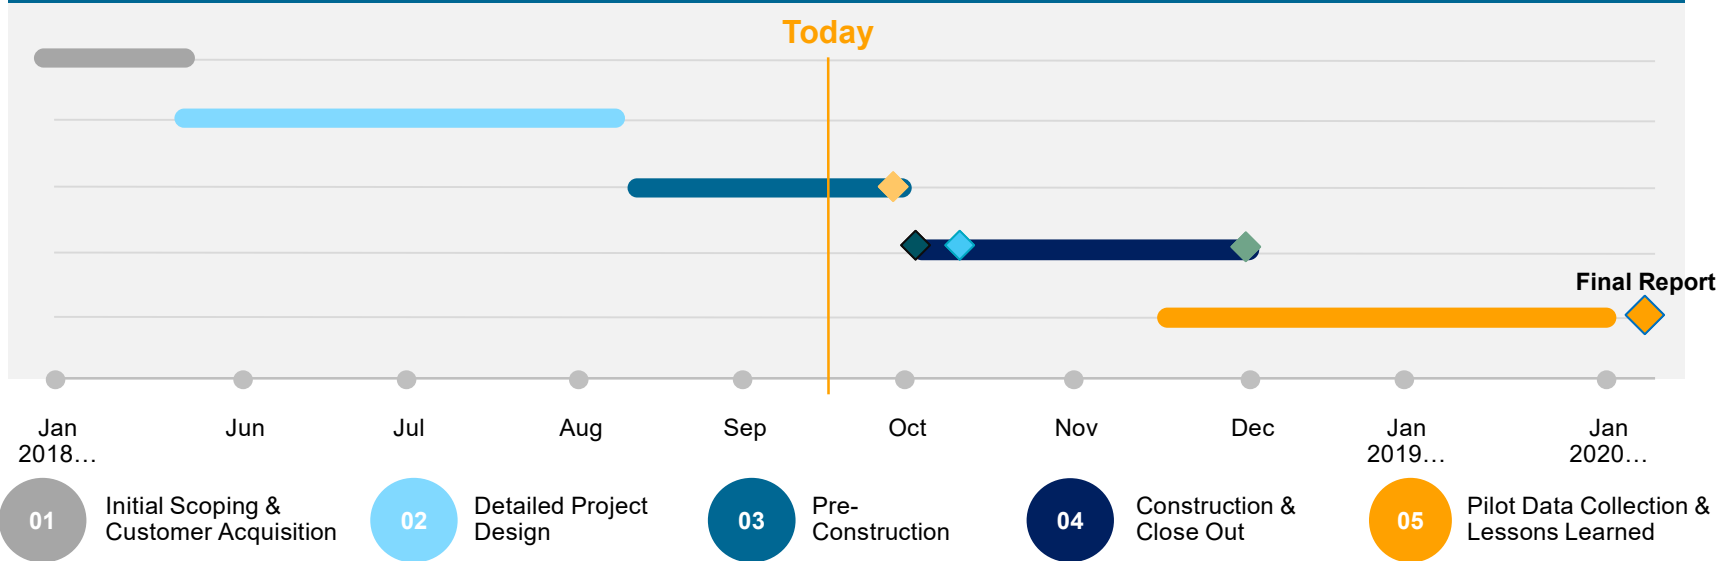 Today
Final Report
Jan
2018…
Jun
Jul
Aug
Sep
Oct
Nov
Dec
Jan
2019…
Jan
2020…
01
Initial Scoping &
Customer Acquisition
02
Detailed Project
Design
03
Pre-
Construction
04
Construction &
Close Out
05
Pilot Data Collection &
Lessons Learned